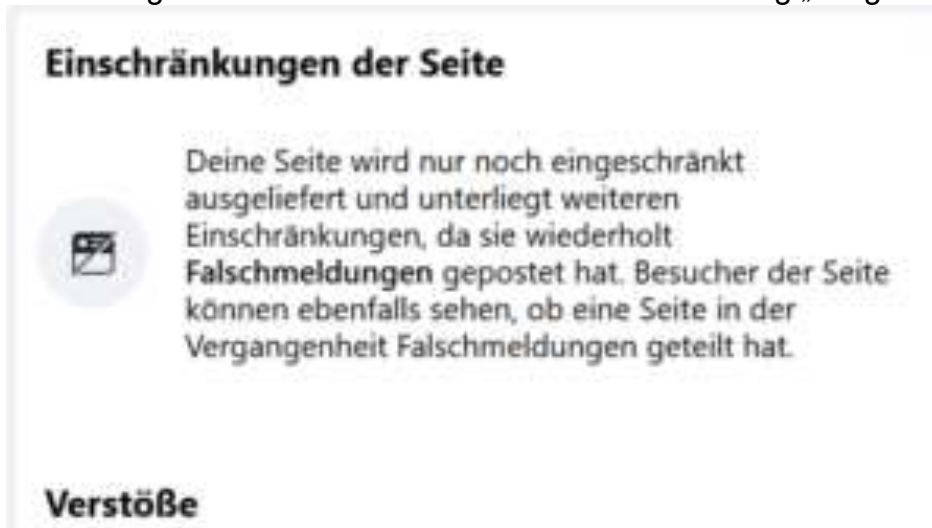 Einschränkungen der Seite
Deine Seite wird nur noch eingeschränkt
ausgeliefert und unterliegt weiteren
Einschränkungen, da sie wiederholt
Falschmeldungen gepostet hat. Besucher der Seite
können ebenfalls sehen, ob eine Seite in der
Vergangenheit Falschmeldungen geteilt hat.
Verstöße